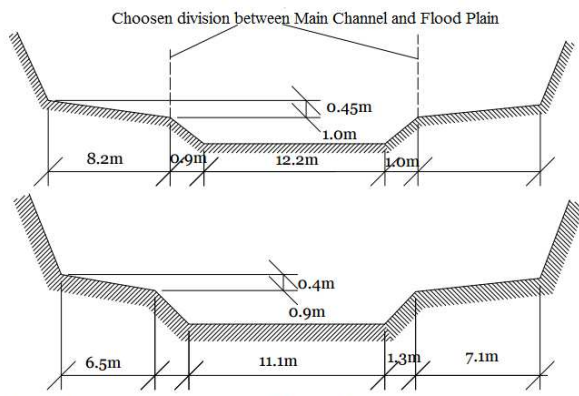 Choosen division between Main Channel and Flood Plain
0.45m
1.0m
8.2m
0.9m
12.2m
1.0m
0.4m
0.9m
6.5m
11.1m
1.3m
7.1m